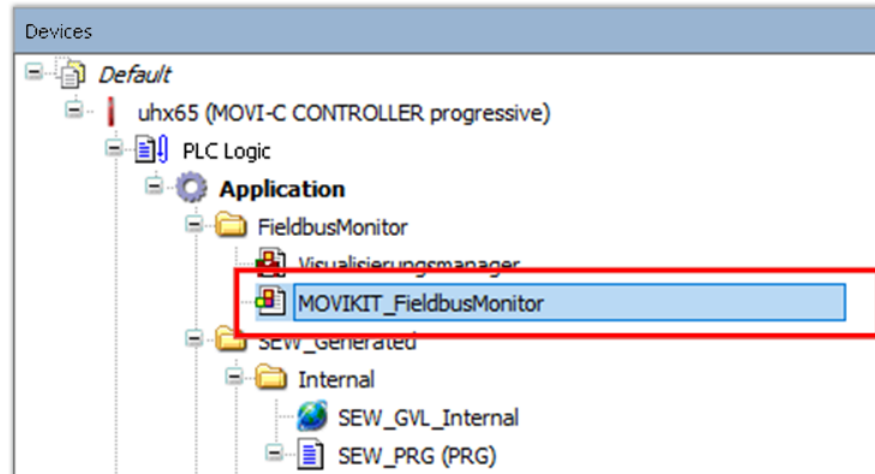 Devices
Default
uhx65 (MOVI-C CONTROLLER progressive)
PLC Logic
Application
FieldbusMonitor
Visualisierungsmanager
MOVIKIT_FieldbusMonitor
SEW_Generated
Internal
SEW_GVL_Internal
SEW_PRG (PRG)